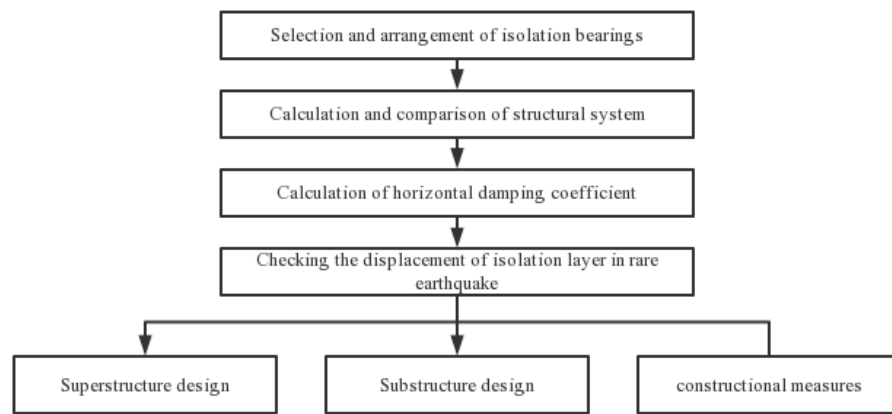 Selection and arrangement of isolation bearings
Calculation and comparison of structural system
Calculation of horizontal damping coefficient
Checking the displacement of isolation layer in rare
earthquake
Superstructure design
Substructure design
constructional measures